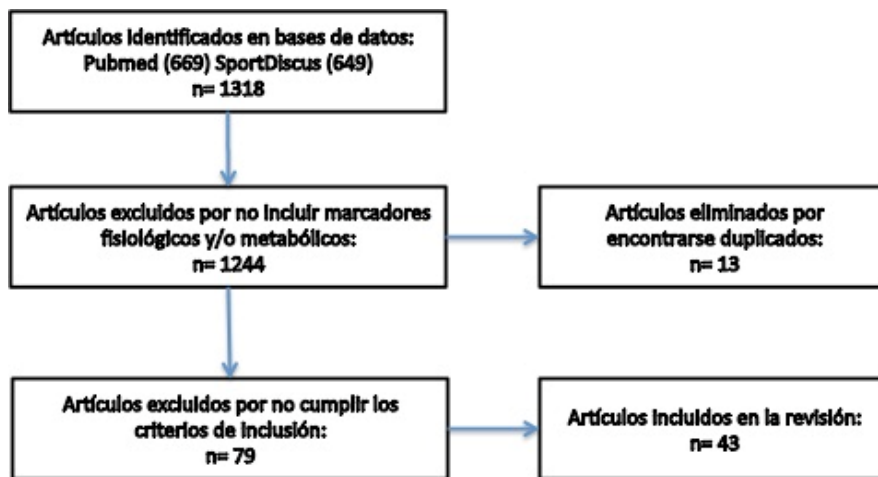 Artículos identificados en bases de datos:
Pubmed (669) SportDiscus (649)
n= 1318
Artículos excluidos por no incluir marcadores
fisiológicos y/o metabólicos:
n= 1244
Artículos eliminados por
encontrarse duplicados:
n= 13
Artículos excluidos por no cumplir los
criterios de inclusión:
n= 79
Artículos incluidos en la revisión:
n= 43